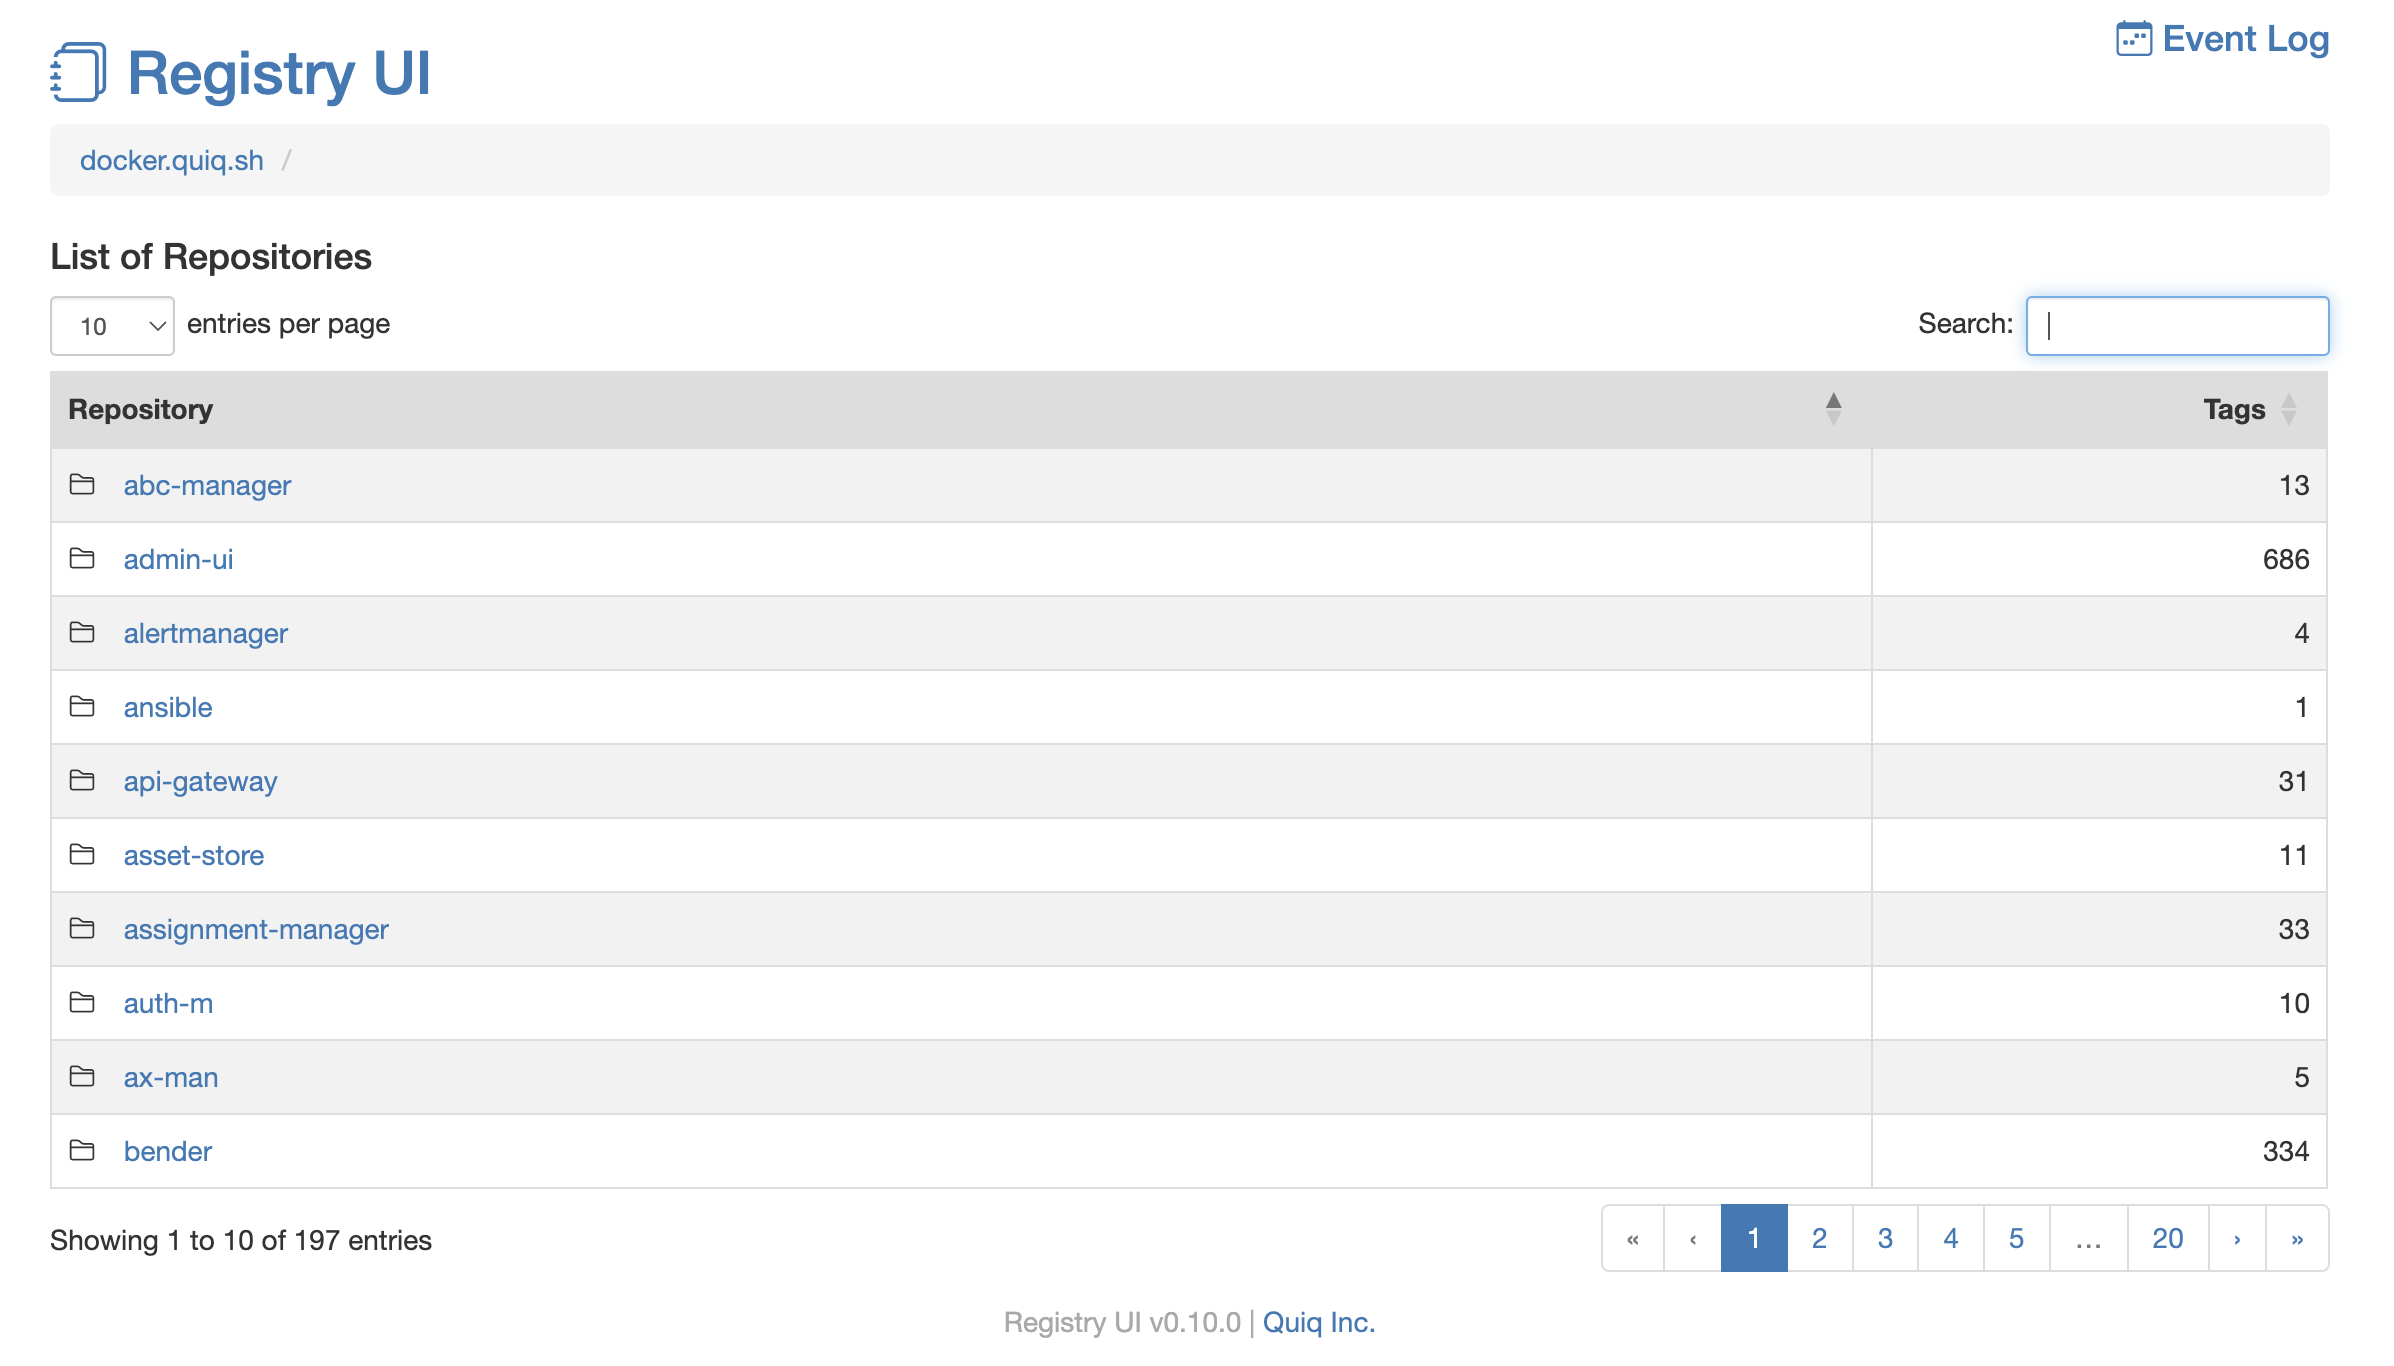 Registry UI
Event Log
docker.quiq.sh /
List of Repositories
10 entries per page
Search:
Repository Tags
abc-manager 13
admin-ui 686
alertmanager 4
ansible 1
api-gateway 31
asset-store 11
assignment-manager 33
auth-m 10
ax-man 5
bender 334
Showing 1 to 10 of 197 entries
« ‹ 1 2 3 4 5 … 20 › »
Registry UI v0.10.0 | Quiq Inc.